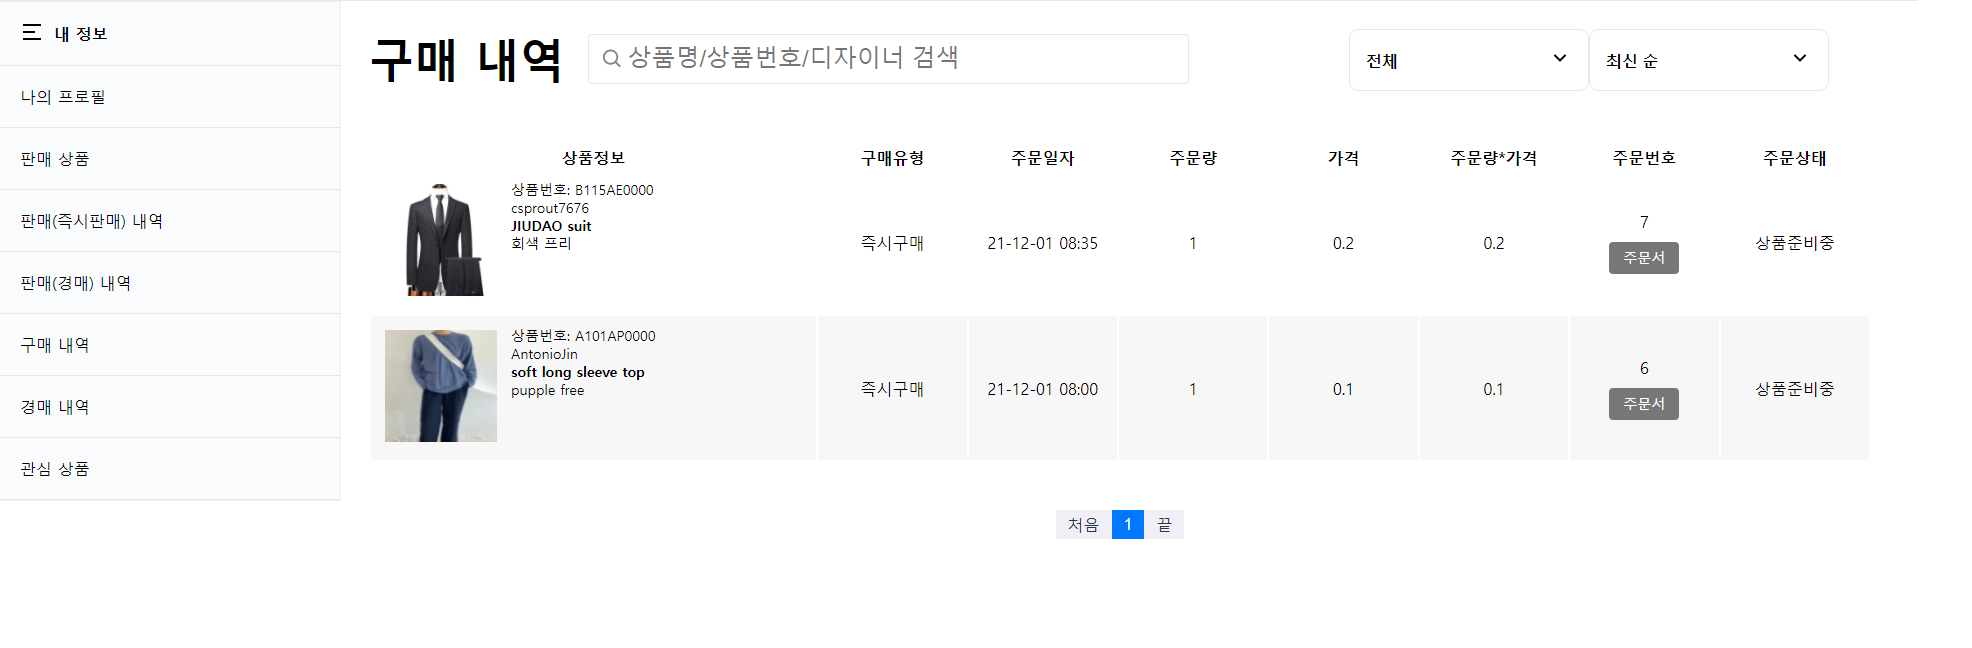 내 정보
나의 프로필
판매 상품
판매(즉시판매) 내역
판매(경매) 내역
구매 내역
경매 내역
관심 상품
구매 내역
상품명/상품번호/디자이너 검색
전체
최신 순
상품정보 구매유형 주문일자 주문량 가격 주문량*가격 주문번호 주문상태
상품번호: B115AE0000
csprout7676
JIUDAO suit
회색 프리
즉시구매 21-12-01 08:35 1 0.2 0.2 7 상품준비중
주문서
상품번호: A101AP0000
AntonioJin
soft long sleeve top
pupple free
즉시구매 21-12-01 08:00 1 0.1 0.1 6 상품준비중
주문서
처음 1 끝